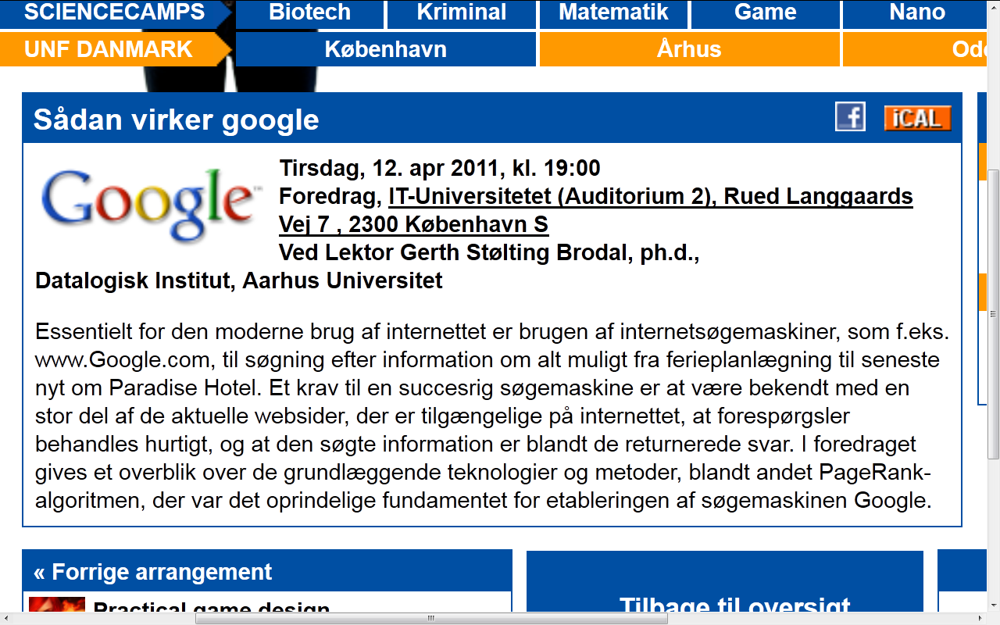 SCIENCECAMPS Biotech Kriminal Matematik Game Nano
UNF DANMARK København Århus
Sådan virker google
f iCAL
Google™
Tirsdag, 12. apr 2011, kl. 19:00
Foredrag, IT-Universitetet (Auditorium 2), Rued Langgaards
Vej 7 , 2300 København S
Ved Lektor Gerth Stølting Brodal, ph.d.,
Datalogisk Institut, Aarhus Universitet
Essentielt for den moderne brug af internettet er brugen af internetsøgemaskiner, som f.eks.
www.Google.com, til søgning efter information om alt muligt fra ferieplanlægning til seneste
nyt om Paradise Hotel. Et krav til en succesrig søgemaskine er at være bekendt med en
stor del af de aktuelle websider, der er tilgængelige på internettet, at forespørgsler
behandles hurtigt, og at den søgte information er blandt de returnerede svar. I foredraget
gives et overblik over de grundlæggende teknologier og metoder, blandt andet PageRank-
algoritmen, der var det oprindelige fundamentet for etableringen af søgemaskinen Google.
« Forrige arrangement
Practical game design
Tilbage til oversigt